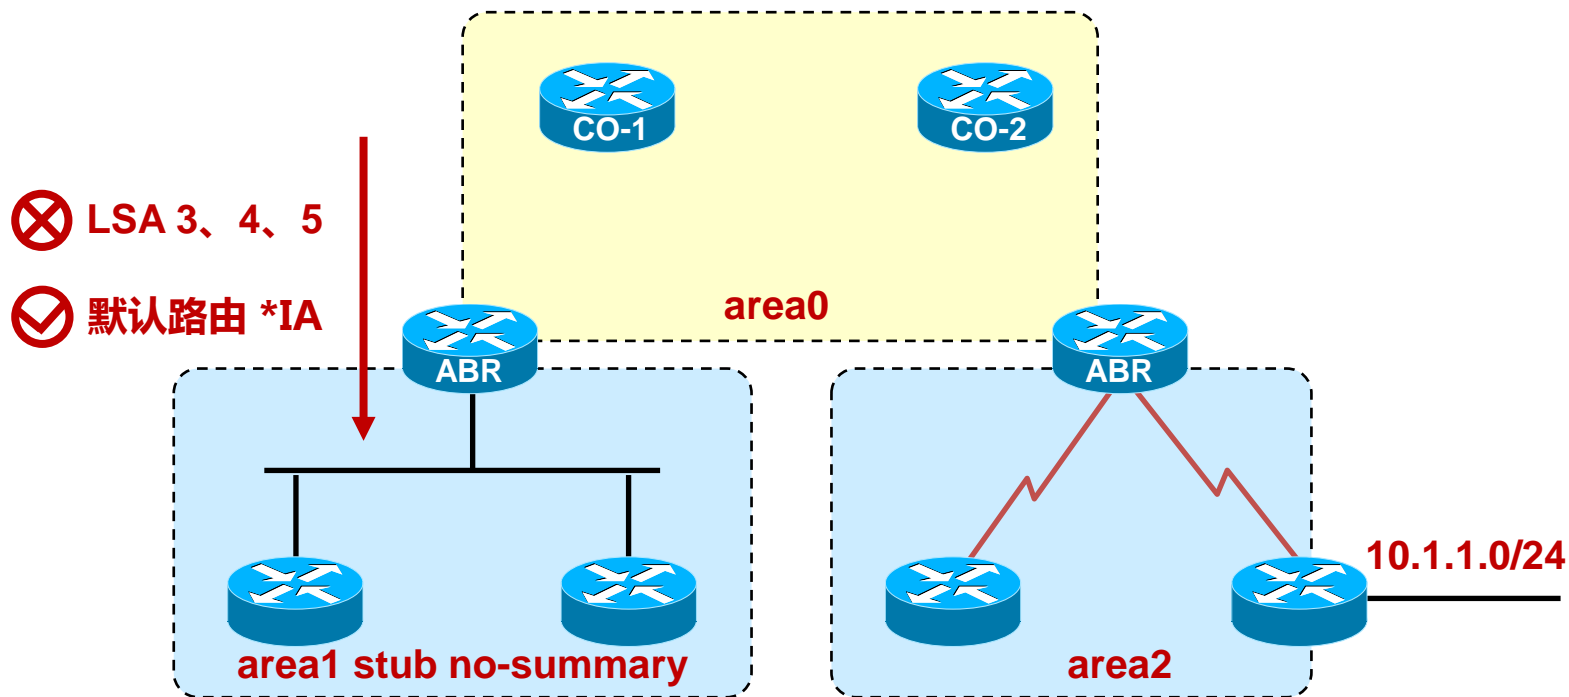 CO-1
CO-2
LSA 3、4、5
默认路由 *IA
area0
ABR
ABR
10.1.1.0/24
area1 stub no-summary
area2